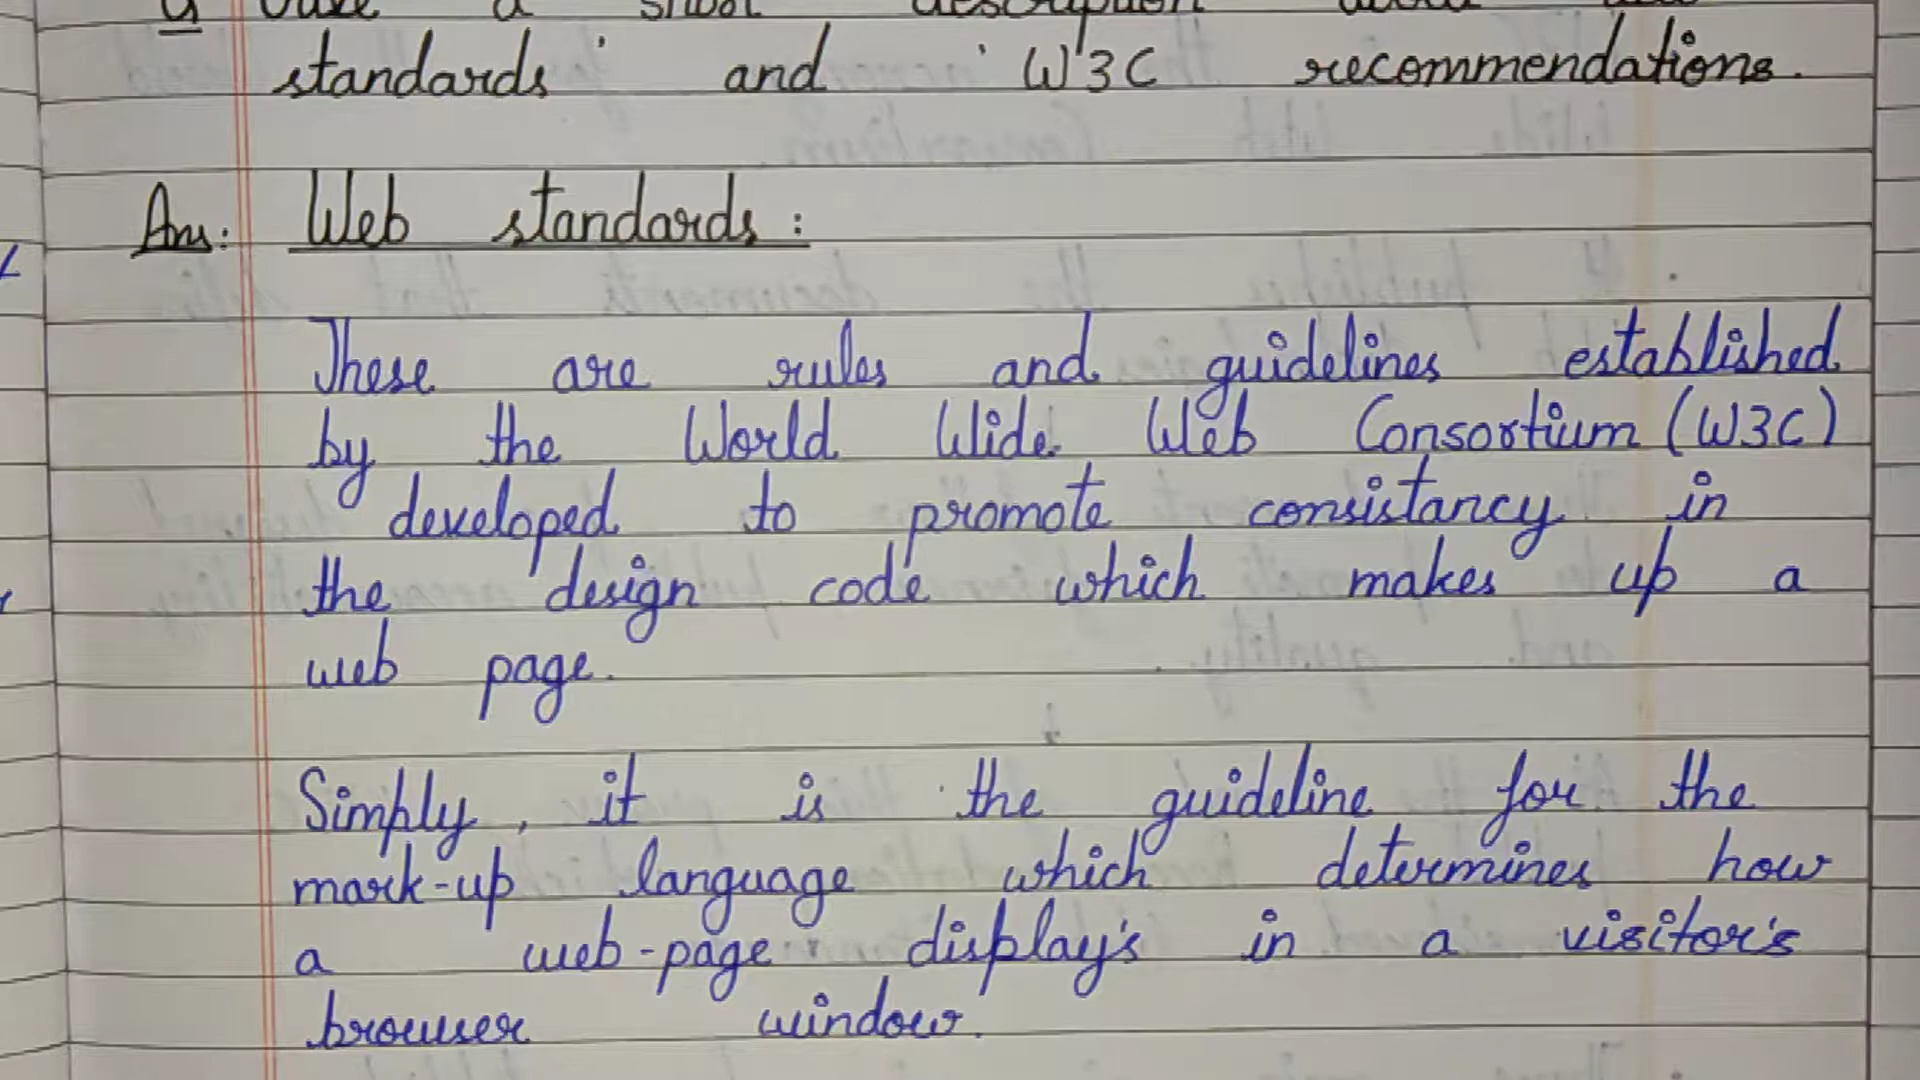 a short description
standards and W3C recommendations.
Ans: Web standards:
These are rules and guidelines established
by the World Wide Web Consortium (W3C)
developed to promote consistancy in
the design code which makes up a
web page.
Simply, it is the guideline for the
mark-up language which determines how
a web-page display's in a visitor's
browser window.